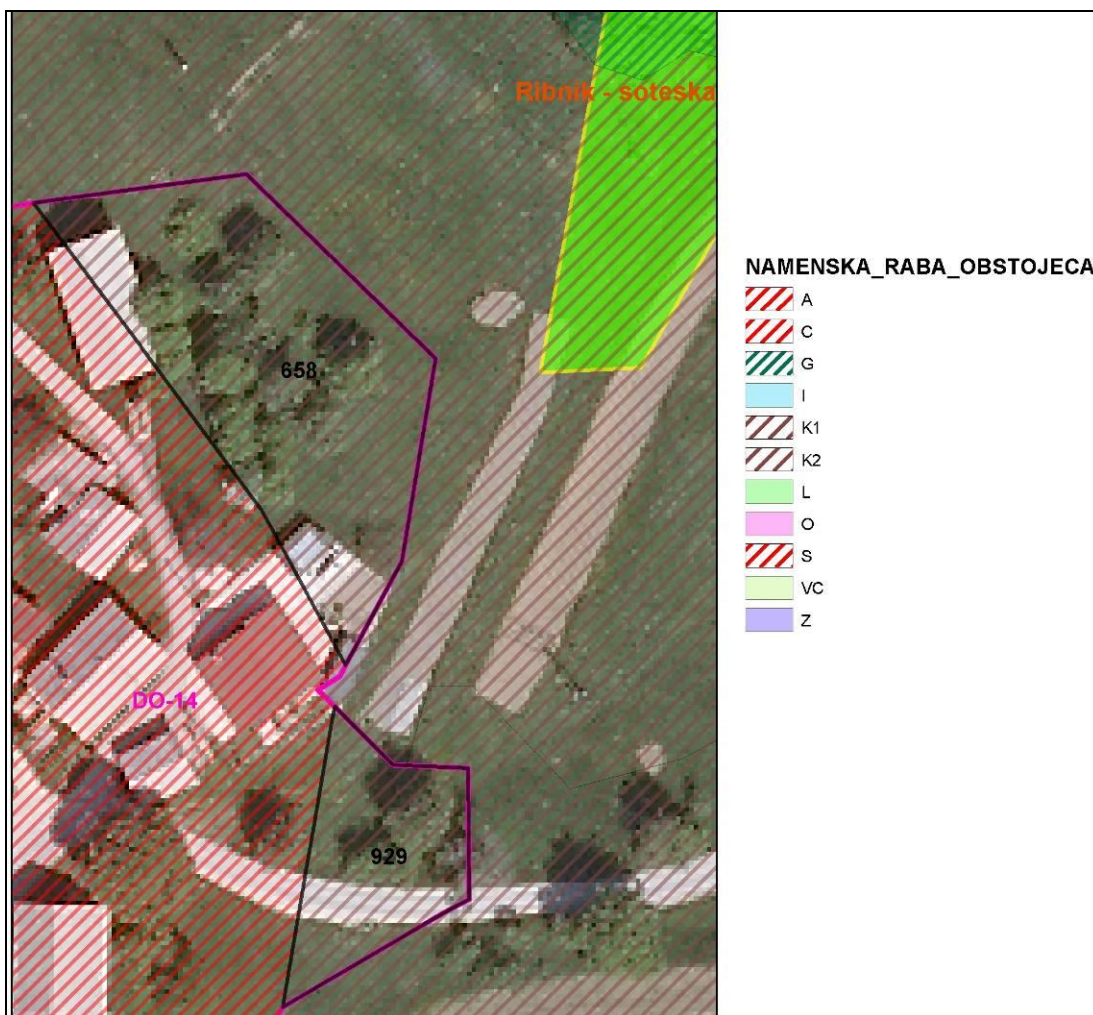 Ribnik - soteska
658
DO-14
929
NAMENSKA_RABA_OBSTOJECA
A
C
G
I
K1
K2
L
O
S
VC
Z